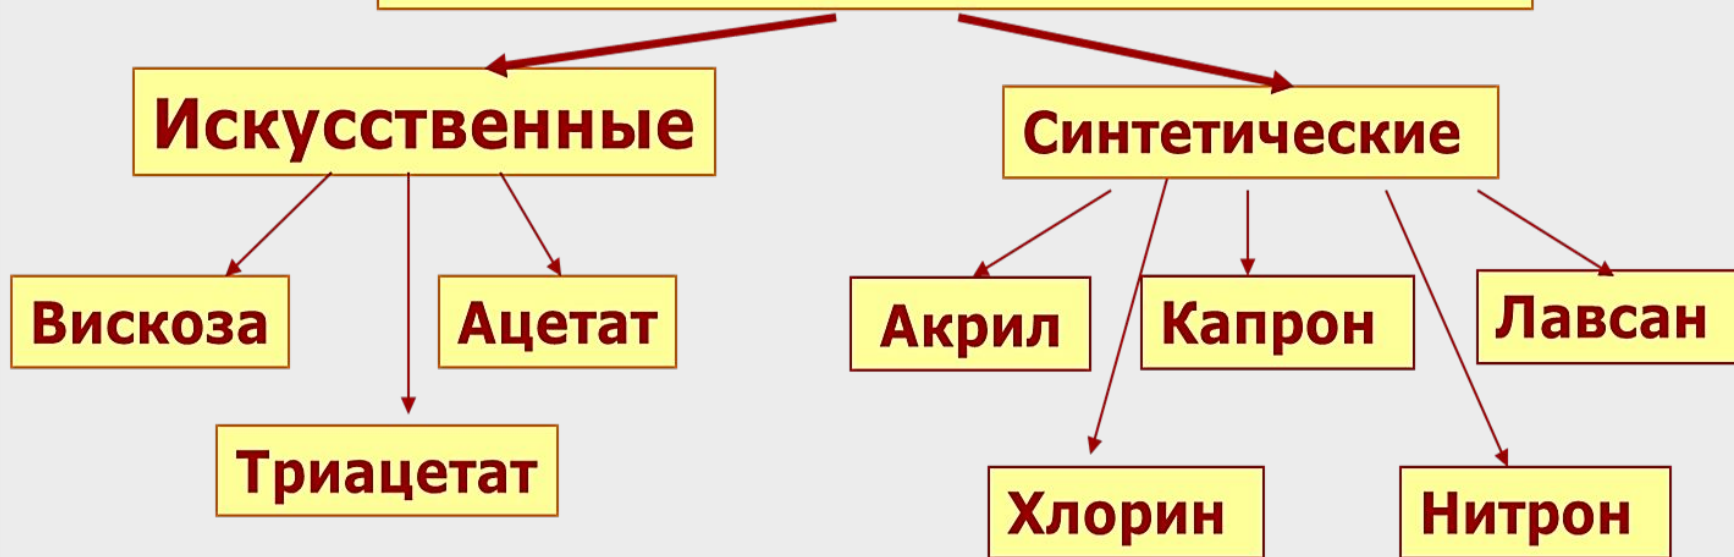 Искусственные
Синтетические
Вискоза
Ацетат
Акрил
Капрон
Лавсан
Триацетат
Хлорин
Нитрон